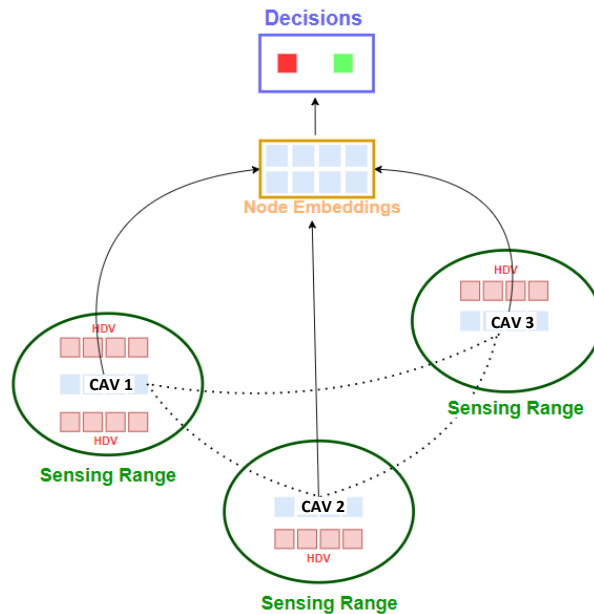 Decisions
Node Embeddings
HDV
CAV 3
Sensing Range
HDV
CAV 1
HDV
Sensing Range
CAV 2
HDV
Sensing Range